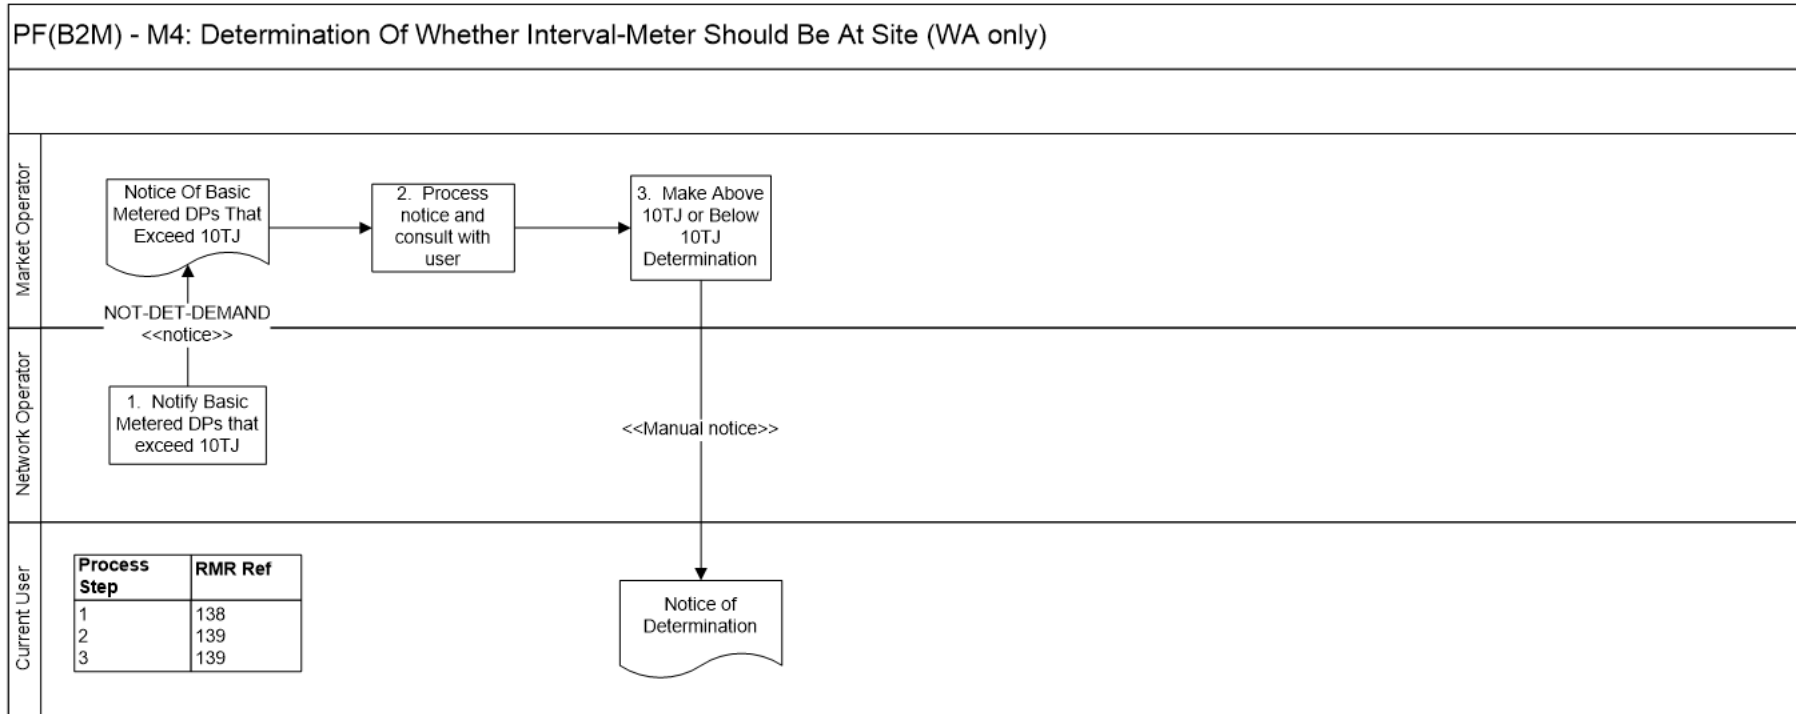 PF(B2M) - M4: Determination Of Whether Interval-Meter Should Be At Site (WA only)
Market Operator
Notice Of Basic
Metered DPs That
Exceed 10TJ
2. Process
notice and
consult with
user
3. Make Above
10TJ or Below
10TJ
Determination
NOT-DET-DEMAND
<<notice>>
Network Operator
1. Notify Basic
Metered DPs that
exceed 10TJ
<<Manual notice>>
Current User
Process
Step
RMR Ref
1
138
2
139
3
139
Notice of
Determination